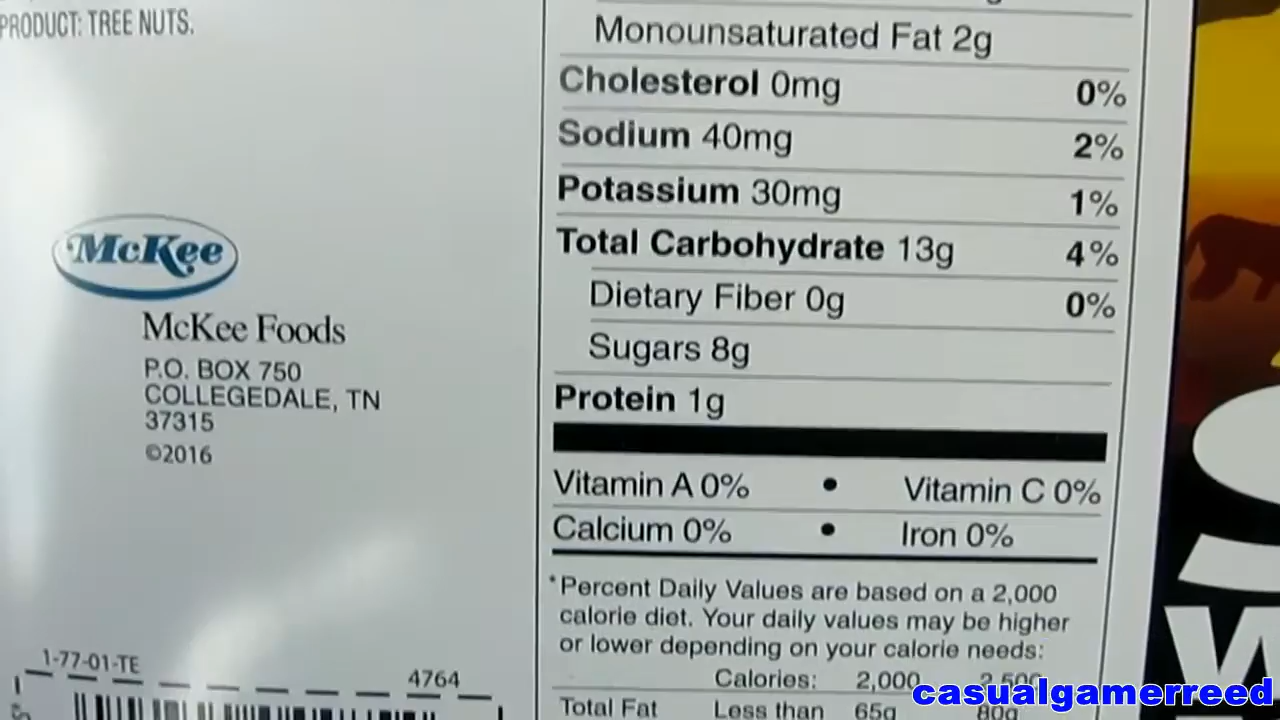 PRODUCT: TREE NUTS.
McKee
McKee Foods
P.O. BOX 750
COLLEGEDALE, TN
37315
©2016
1-77-01-TE
4764
Monounsaturated Fat 2g
Cholesterol 0mg 0%
Sodium 40mg 2%
Potassium 30mg 1%
Total Carbohydrate 13g 4%
Dietary Fiber 0g 0%
Sugars 8g
Protein 1g
Vitamin A 0% • Vitamin C 0%
Calcium 0% • Iron 0%
*Percent Daily Values are based on a 2,000
calorie diet. Your daily values may be higher
or lower depending on your calorie needs:
Calories: 2,000 2,500
Total Fat Less than 65g 80g
casualgamerreed